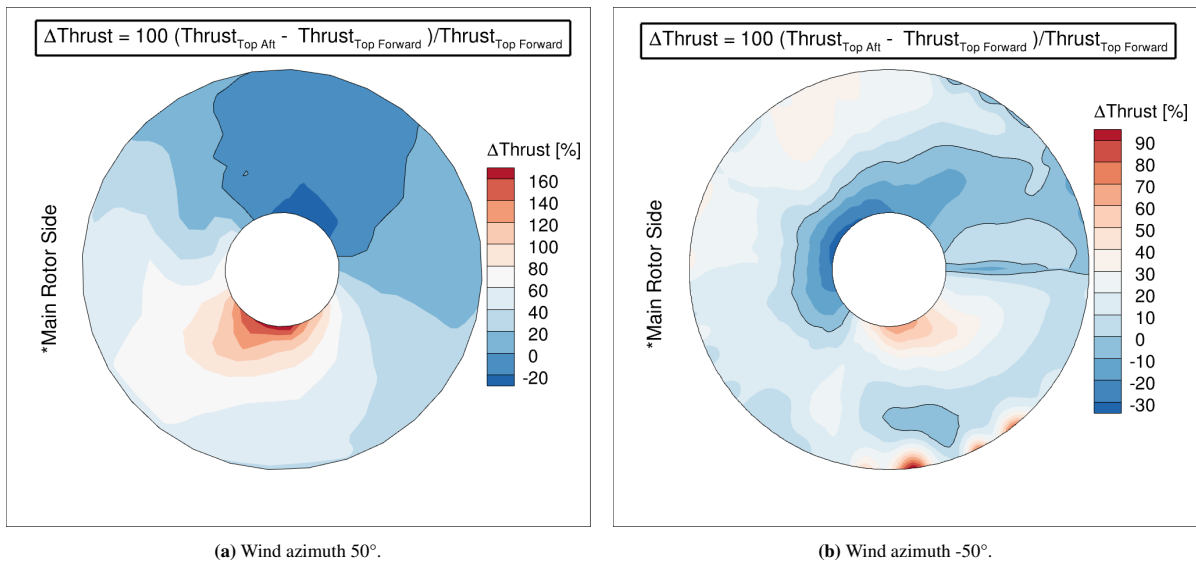 ΔThrust = 100 (Thrust_Top Aft - Thrust_Top Forward)/Thrust_Top Forward
*Main Rotor Side
ΔThrust [%]
160
140
120
100
80
60
40
20
0
-20
(a) Wind azimuth 50°.
ΔThrust = 100 (Thrust_Top Aft - Thrust_Top Forward)/Thrust_Top Forward
*Main Rotor Side
ΔThrust [%]
90
80
70
60
50
40
30
20
10
0
-10
-20
-30
(b) Wind azimuth -50°.